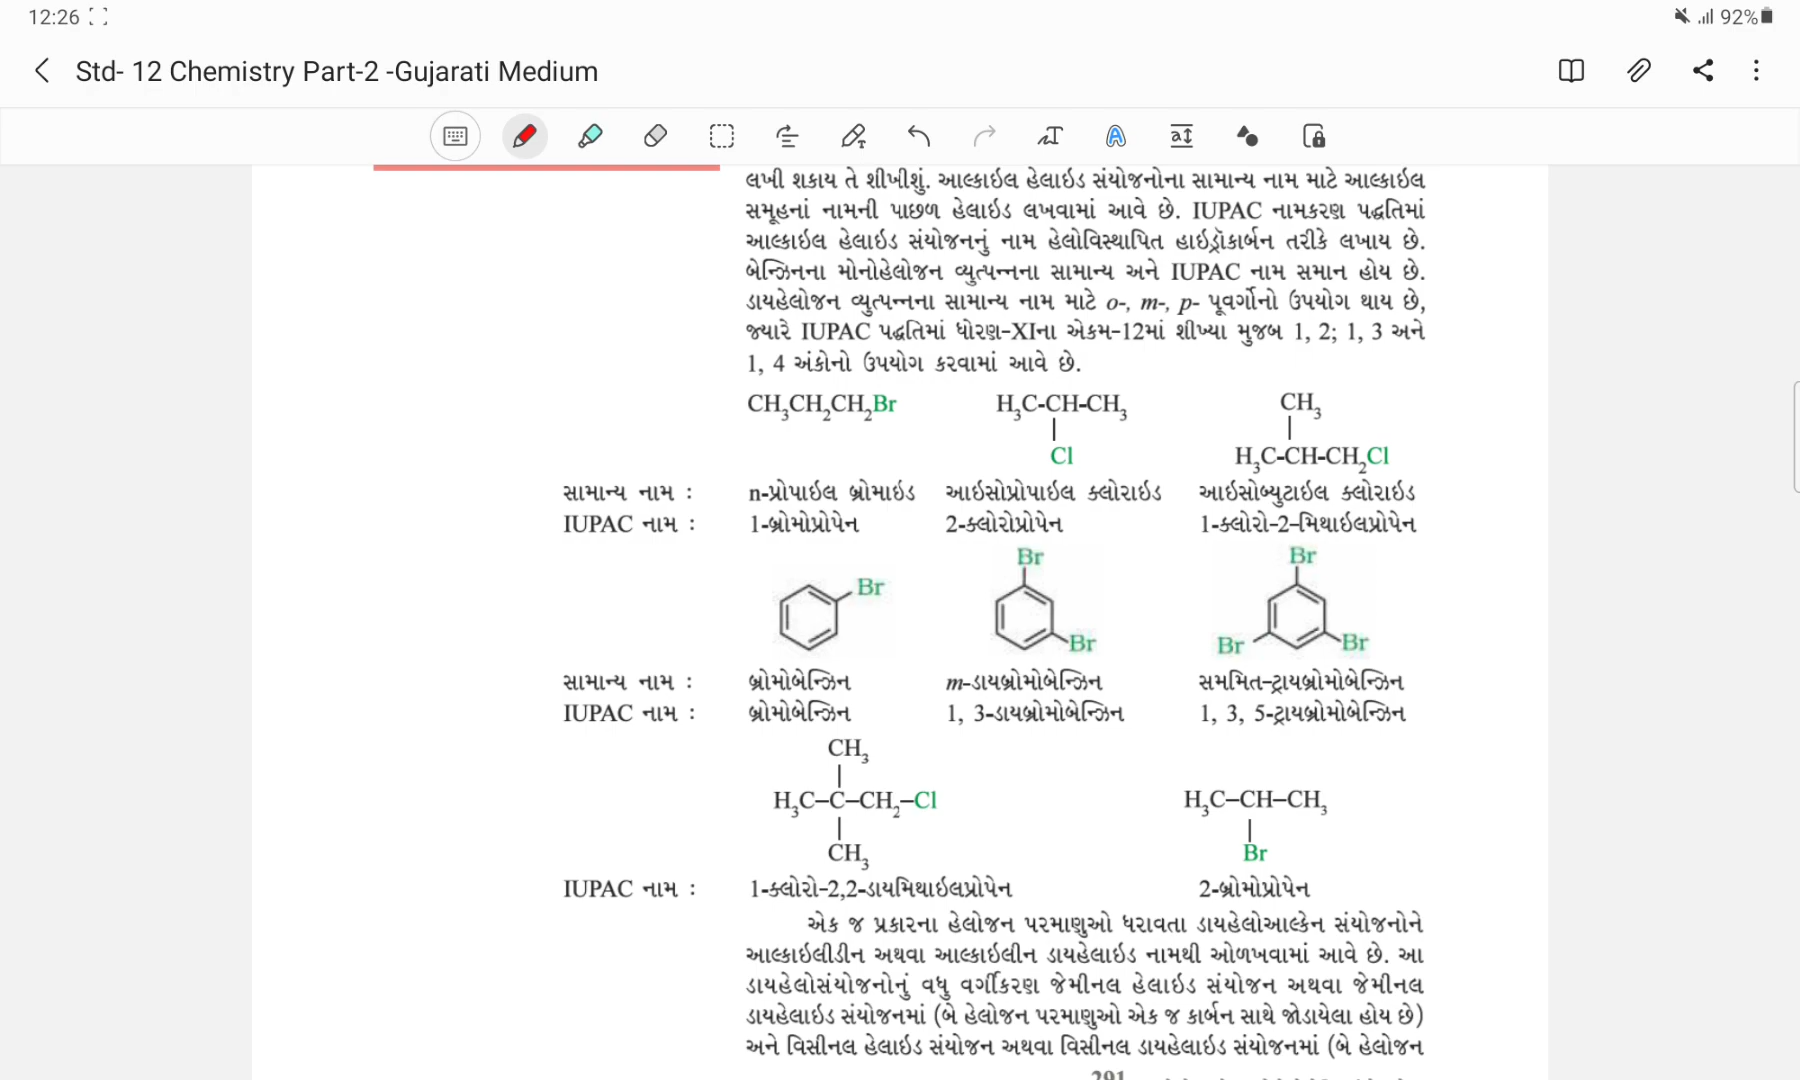 12:26
92%
Std- 12 Chemistry Part-2 -Gujarati Medium
લખી શકાય તે શીખીશું. આલ્કાઇલ હેલાઇડ સંયોજનોના સામાન્ય નામ માટે આલ્કાઇલ
સમૂહનાં નામની પાછળ હેલાઇડ લખવામાં આવે છે. IUPAC નામકરણ પદ્ધતિમાં
આલ્કાઇલ હેલાઇડ સંયોજનનું નામ હેલોવિસ્થાપિત હાઇડ્રૉકાર્બન તરીકે લખાય છે.
બેન્ઝિનના મોનોહેલોજન વ્યુત્પન્નના સામાન્ય અને IUPAC નામ સમાન હોય છે.
ડાયહેલોજન વ્યુત્પન્નના સામાન્ય નામ માટે o-, m-, p- પૂવર્ગોનો ઉપયોગ થાય છે,
જ્યારે IUPAC પદ્ધતિમાં ધોરણ-XIના એકમ-12માં શીખ્યા મુજબ 1, 2; 1, 3 અને
1, 4 અંકોનો ઉપયોગ કરવામાં આવે છે.
CH₃CH₂CH₂Br H₃C-CH-CH₃ CH₃
Cl H₃C-CH-CH₂Cl
સામાન્ય નામ : n-પ્રોપાઇલ બ્રોમાઇડ આઇસોપ્રોપાઇલ ક્લોરાઇડ આઇસોબ્યુટાઇલ ક્લોરાઇડ
IUPAC નામ : 1-બ્રોમોપ્રોપેન 2-ક્લોરોપ્રોપેન 1-ક્લોરો-2-મિથાઇલપ્રોપેન
Br Br
Br
Br Br Br
સામાન્ય નામ : બ્રોમોબેન્ઝિન m-ડાયબ્રોમોબેન્ઝિન સમમિત-ટ્રાયબ્રોમોબેન્ઝિન
IUPAC નામ : બ્રોમોબેન્ઝિન 1, 3-ડાયબ્રોમોબેન્ઝિન 1, 3, 5-ટ્રાયબ્રોમોબેન્ઝિન
CH₃
H₃C–C–CH₂–Cl H₃C–CH–CH₃
CH₃ Br
IUPAC નામ : 1-ક્લોરો-2,2-ડાયમિથાઇલપ્રોપેન 2-બ્રોમોપ્રોપેન
એક જ પ્રકારના હેલોજન પરમાણુઓ ધરાવતા ડાયહેલોઆલ્કેન સંયોજનોને
આલ્કાઇલીડીન અથવા આલ્કાઇલીન ડાયહેલાઇડ નામથી ઓળખવામાં આવે છે. આ
ડાયહેલોસંયોજનોનું વધુ વર્ગીકરણ જેમીનલ હેલાઇડ સંયોજન અથવા જેમીનલ
ડાયહેલાઇડ સંયોજનમાં (બે હેલોજન પરમાણુઓ એક જ કાર્બન સાથે જોડાયેલા હોય છે)
અને વિસીનલ હેલાઇડ સંયોજન અથવા વિસીનલ ડાયહેલાઇડ સંયોજનમાં (બે હેલોજન
291